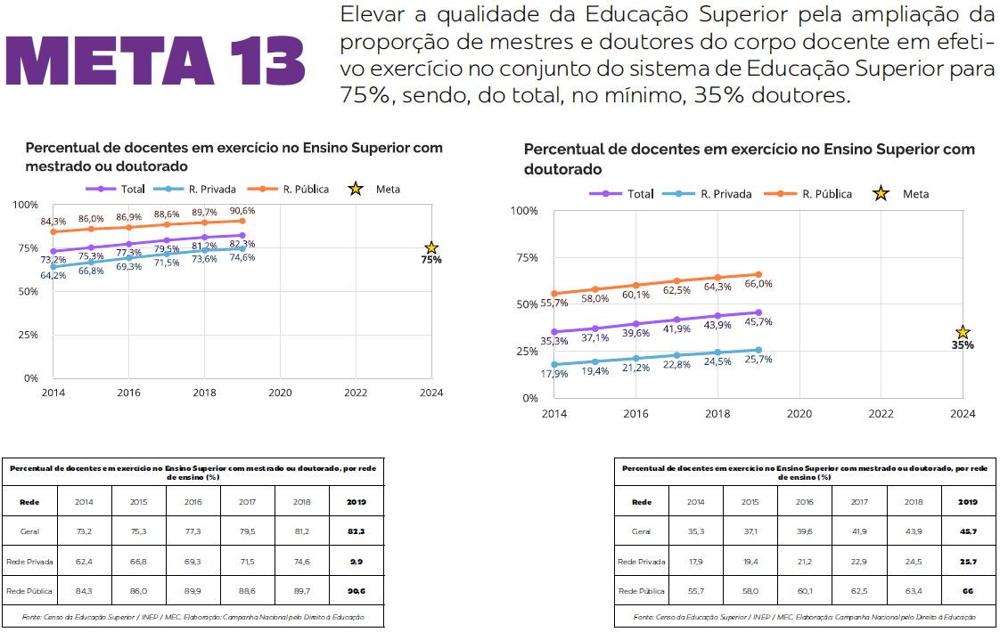 META 13
Elevar a qualidade da Educação Superior pela ampliação da
proporção de mestres e doutores do corpo docente em efeti-
vo exercício no conjunto do sistema de Educação Superior para
75%, sendo, do total, no mínimo, 35% doutores.
Percentual de docentes em exercício no Ensino Superior com
mestrado ou doutorado
Total R. Privada R. Pública Meta
100%
84,3% 86,0% 86,9% 88,6% 89,7% 90,6%
75%
73,2% 75,3% 77,3% 79,5% 81,2% 82,3%
64,2% 66,8% 69,3% 71,5% 73,6% 74,6%
75%
50%
25%
0%
2014 2016 2018 2020 2022 2024
Percentual de docentes em exercício no Ensino Superior com
doutorado
Total R. Privada R. Pública Meta
100%
75%
55,7% 58,0% 60,1% 62,5% 64,3% 66,0%
50%
35,3% 37,1% 39,6% 41,9% 43,9% 45,7%
35%
25%
17,9% 19,4% 21,2% 22,8% 24,5% 25,7%
0%
2014 2016 2018 2020 2022 2024
Percentual de docentes em exercício no Ensino Superior com mestrado ou doutorado, por rede
de ensino (%)
Rede 2014 2015 2016 2017 2018 2019
Geral 73,2 75,3 77,3 79,5 81,2 82,3
Rede Privada 62,4 66,8 69,3 71,5 74,6 9,9
Rede Pública 84,3 86,0 89,9 88,6 89,7 90,6
Fonte: Censo da Educação Superior / INEP / MEC. Elaboração: Campanha Nacional pelo Direito à Educação
Percentual de docentes em exercício no Ensino Superior com mestrado ou doutorado, por rede
de ensino (%)
Rede 2014 2015 2016 2017 2018 2019
Geral 35,3 37,1 39,6 41,9 43,9 45,7
Rede Privada 17,9 19,4 21,2 22,9 24,5 25,7
Rede Pública 55,7 58,0 60,1 62,5 63,4 66
Fonte: Censo da Educação Superior / INEP / MEC. Elaboração: Campanha Nacional pelo Direito à Educação